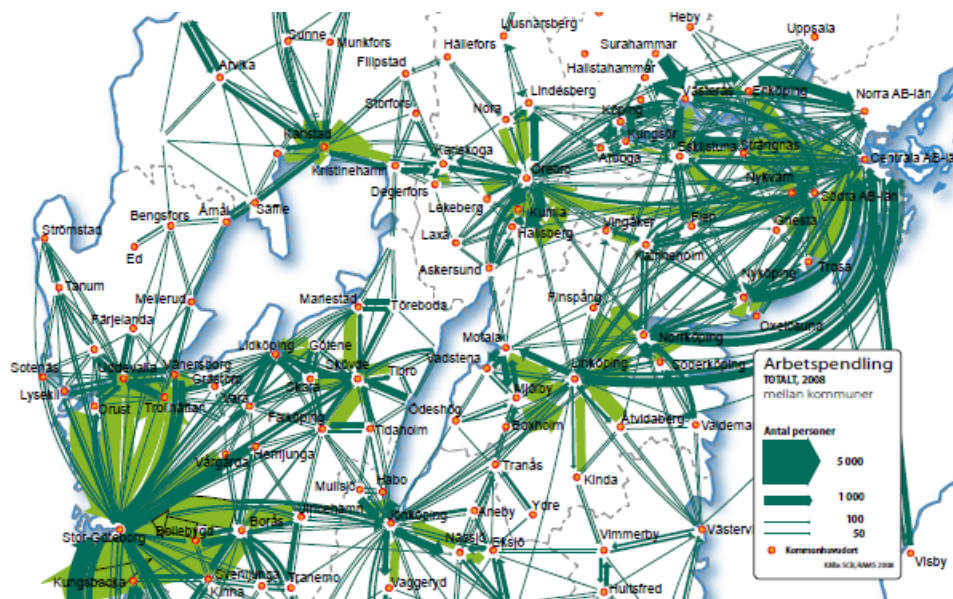 Ljusnarsberg
Heby
Uppsala
Sunne
Munkfors
Hällefors
Surahammar
Filipstad
Hallstahammar
Arvika
Storfors
Nora
Lindesberg
Köping
Västerås
Enköping
Norra AB-län
Karlstad
Kungsör
Karlskoga
Arboga
Eskilstuna
Strängnäs
Centrala AB-län
Kristinehamn
Örebro
Degerfors
Nykvarn
Södra AB-län
Lekeberg
Kumla
Säffle
Åmål
Bengtsfors
Strömstad
Laxå
Hallsberg
Vingåker
Flen
Gnesta
Ed
Katrineholm
Askersund
Nyköping
Trosa
Tanum
Mellerud
Mariestad
Töreboda
Finspång
Oxelösund
Färjelanda
Lidköping
Götene
Motala
Norrköping
Sotenäs
Uddevalla
Vänersborg
Skövde
Vadstena
Linköping
Söderköping
Grästorp
Skara
Tibro
Mjölby
Lysekil
Orust
Trollhättan
Vara
Ödeshög
Åtvidaberg
Valdema
Falköping
Tidaholm
Boxholm
Herrljunga
Vårgårda
Tranås
Kinda
Mullsjö
Habo
Ulricehamn
Jönköping
Aneby
Ydre
Stor-Göteborg
Bollebygd
Borås
Vimmerby
Västervi
Nässjö
Eksjö
Visby
Kungsbacka
Svenljunga
Kinna
Tranemo
Vaggeryd
Hultsfred
Arbetspendling
TOTALT, 2008
mellan kommuner
Antal personer
5 000
1 000
100
50
Kommunhuvudort
Källa: SCB, RAMS 2008